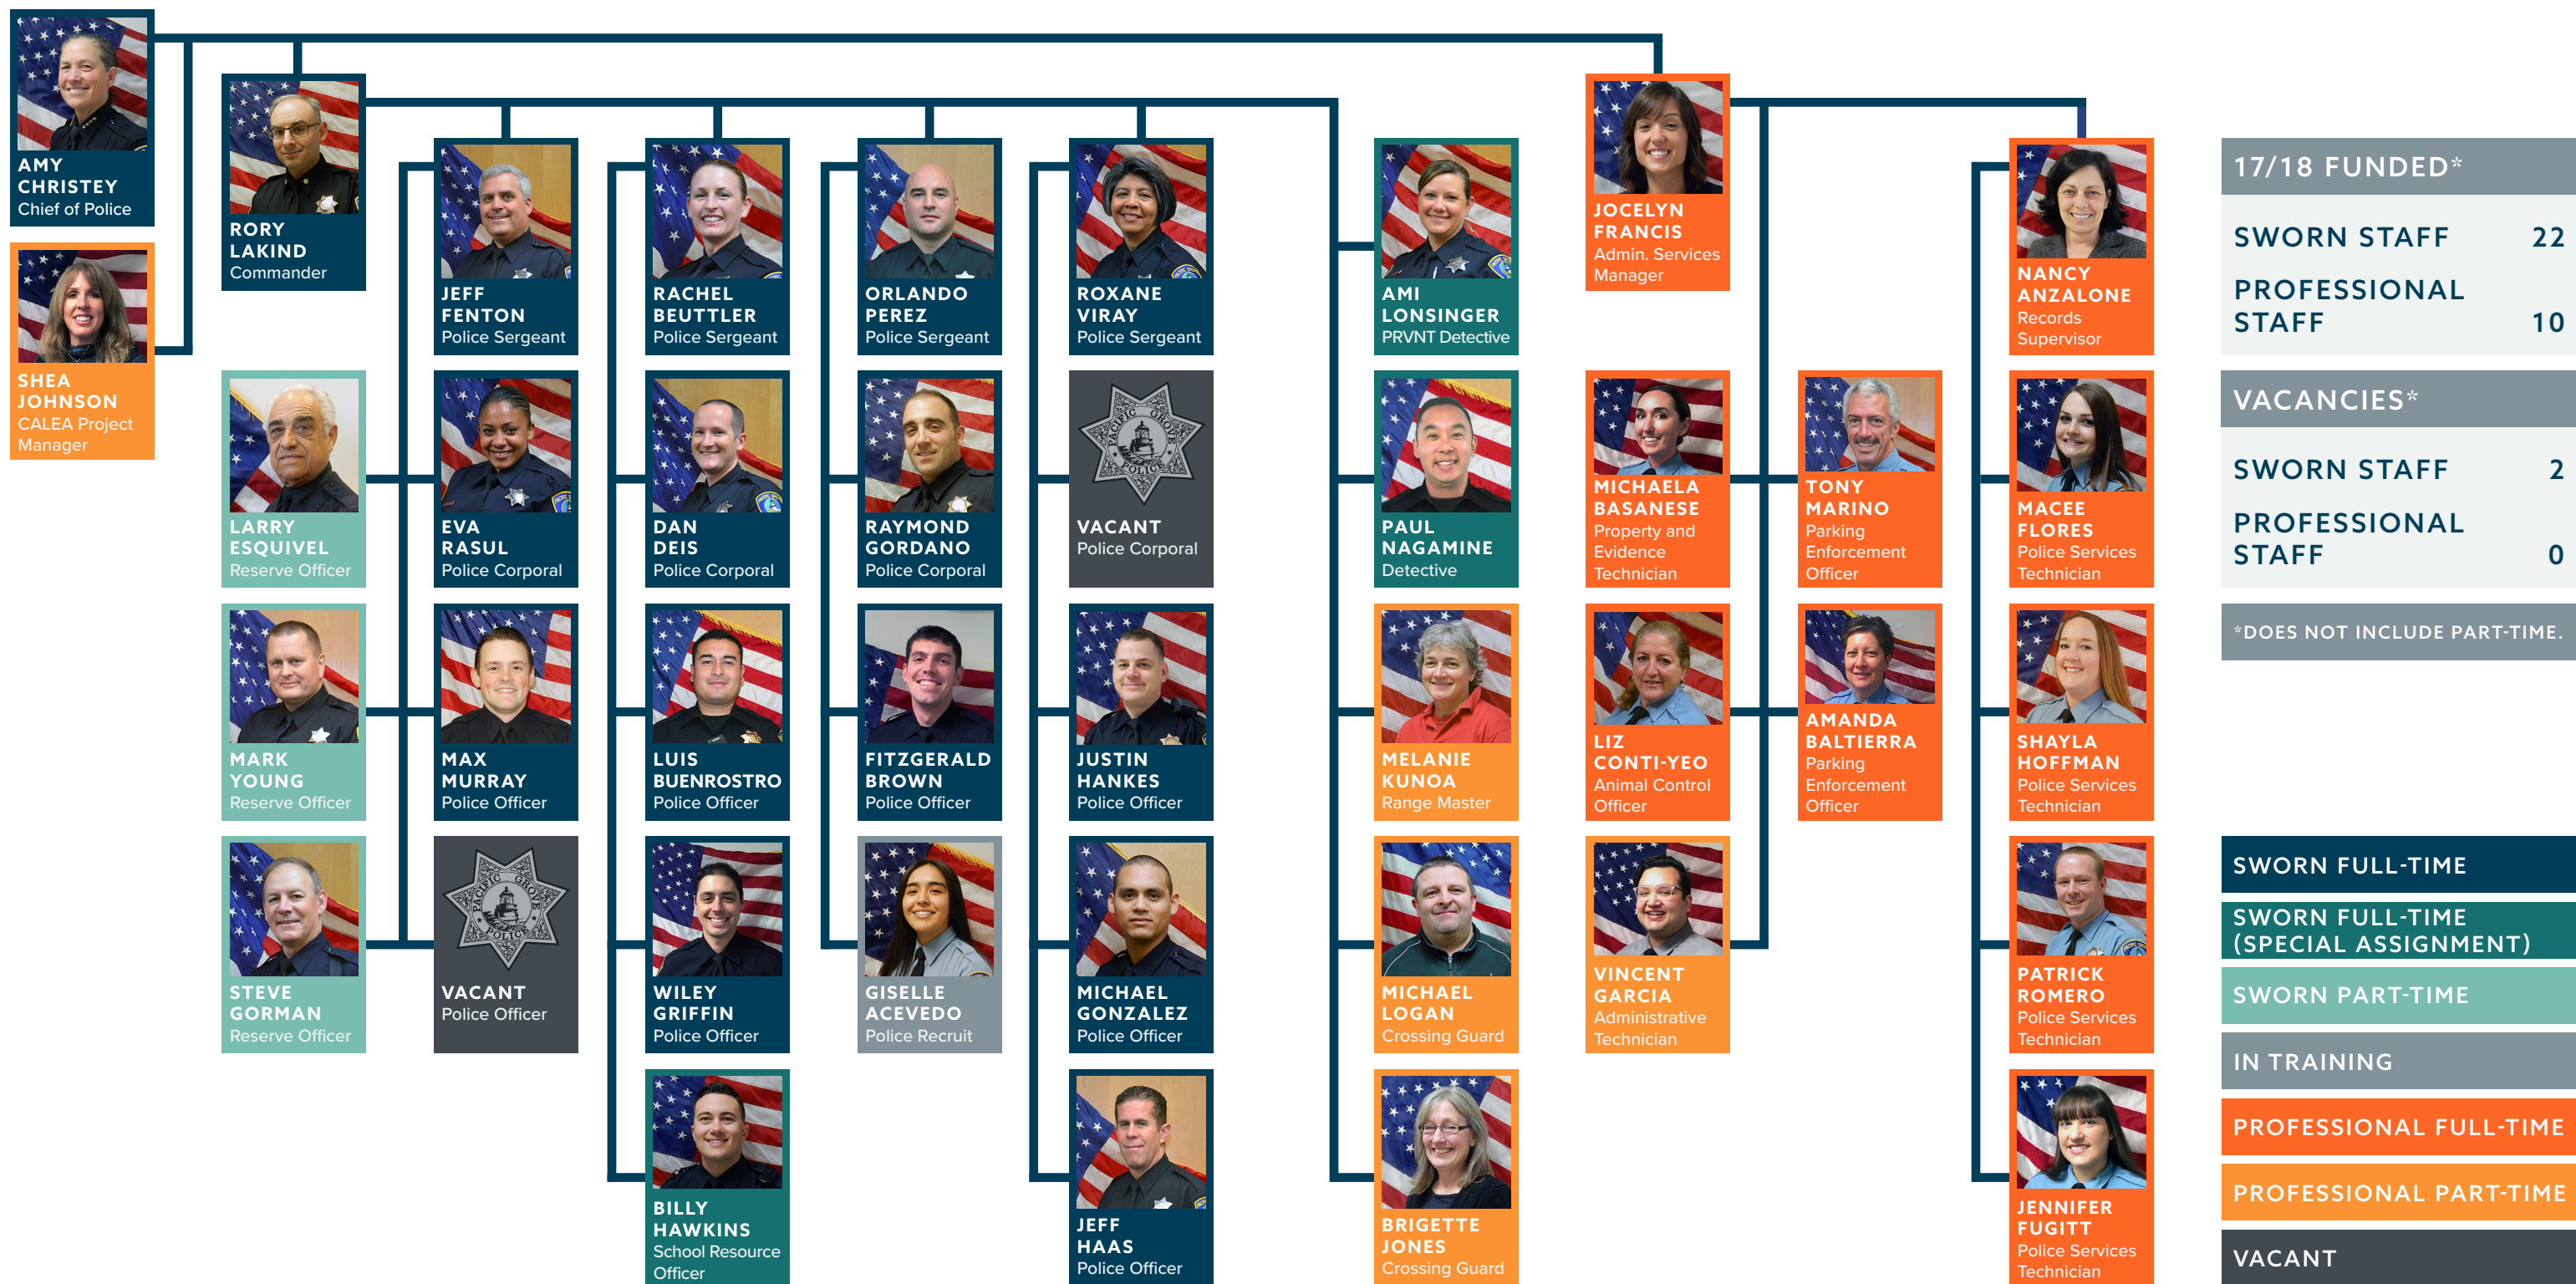 AMY
CHRISTEY
Chief of Police
SHEA
JOHNSON
CALEA Project
Manager
RORY
LAKIND
Commander
LARRY
ESQUIVEL
Reserve Officer
MARK
YOUNG
Reserve Officer
STEVE
GORMAN
Reserve Officer
JEFF
FENTON
Police Sergeant
EVA
RASUL
Police Corporal
MAX
MURRAY
Police Officer
PACIFIC GROVE
POLICE
VACANT
Police Officer
RACHEL
BEUTTLER
Police Sergeant
DAN
DEIS
Police Corporal
LUIS
BUENROSTRO
Police Officer
WILEY
GRIFFIN
Police Officer
BILLY
HAWKINS
School Resource
Officer
ORLANDO
PEREZ
Police Sergeant
RAYMOND
GORDANO
Police Corporal
FITZGERALD
BROWN
Police Officer
GISELLE
ACEVEDO
Police Recruit
ROXANE
VIRAY
Police Sergeant
PACIFIC GROVE
POLICE
VACANT
Police Corporal
JUSTIN
HANKES
Police Officer
MICHAEL
GONZALEZ
Police Officer
JEFF
HAAS
Police Officer
AMI
LONSINGER
PRVNT Detective
PAUL
NAGAMINE
Detective
MELANIE
KUNOA
Range Master
MICHAEL
LOGAN
Crossing Guard
BRIGETTE
JONES
Crossing Guard
JOCELYN
FRANCIS
Admin. Services
Manager
MICHAELA
BASANESE
Property and
Evidence
Technician
LIZ
CONTI-YEO
Animal Control
Officer
VINCENT
GARCIA
Administrative
Technician
TONY
MARINO
Parking
Enforcement
Officer
AMANDA
BALTIERRA
Parking
Enforcement
Officer
NANCY
ANZALONE
Records
Supervisor
MACEE
FLORES
Police Services
Technician
SHAYLA
HOFFMAN
Police Services
Technician
PATRICK
ROMERO
Police Services
Technician
JENNIFER
FUGITT
Police Services
Technician
17/18 FUNDED*
SWORN STAFF 22
PROFESSIONAL
STAFF 10
VACANCIES*
SWORN STAFF 2
PROFESSIONAL
STAFF 0
*DOES NOT INCLUDE PART-TIME.
SWORN FULL-TIME
SWORN FULL-TIME
(SPECIAL ASSIGNMENT)
SWORN PART-TIME
IN TRAINING
PROFESSIONAL FULL-TIME
PROFESSIONAL PART-TIME
VACANT